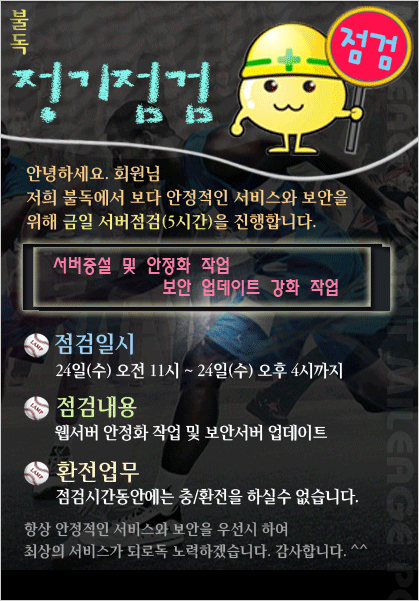 불독
정기점검
점검
안녕하세요. 회원님
저희 불독에서 보다 안정적인 서비스와 보안을
위해 금일 서버점검(5시간)을 진행합니다.
서버증설 및 안정화 작업
보안 업데이트 강화 작업
LAMP
점검일시
24일(수) 오전 11시 ~ 24일(수) 오후 4시까지
LAMP
점검내용
웹서버 안정화 작업 및 보안서버 업데이트
LAMP
환전업무
점검시간동안에는 충/환전을 하실수 없습니다.
항상 안정적인 서비스와 보안을 우선시 하여
최상의 서비스가 되로독 노력하겠습니다. 감사합니다. ^^
MILENGE